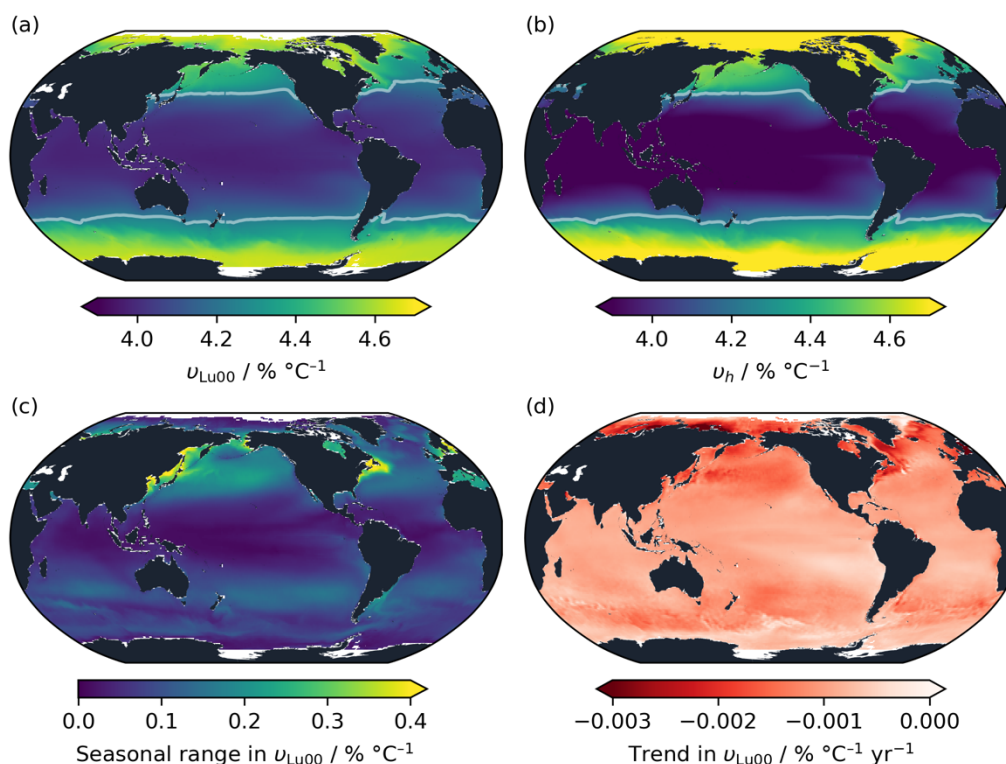 (a)
(b)
4.0 4.2 4.4 4.6
4.0 4.2 4.4 4.6
υLu00 / % °C⁻¹
υh / % °C⁻¹
(c)
(d)
0.0 0.1 0.2 0.3 0.4
−0.003 −0.002 −0.001 0.000
Seasonal range in υLu00 / % °C⁻¹
Trend in υLu00 / % °C⁻¹ yr⁻¹